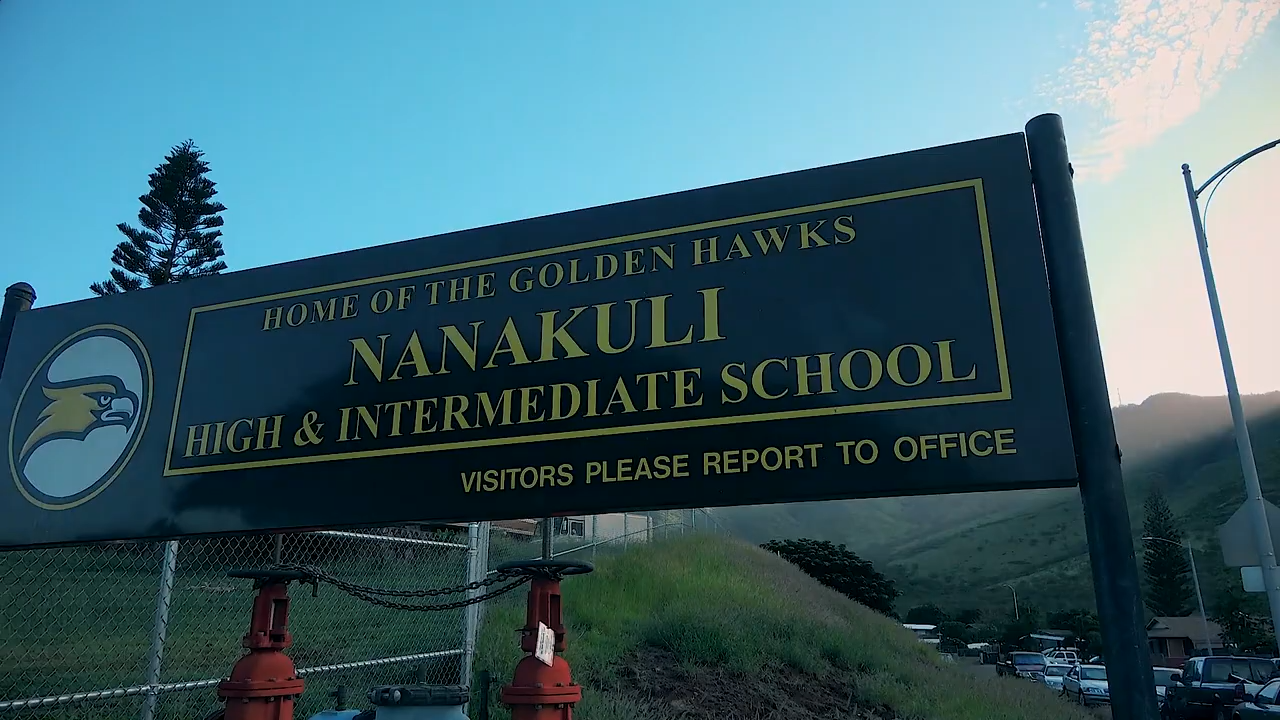 HOME OF THE GOLDEN HAWKS
NANAKULI
HIGH & INTERMEDIATE SCHOOL
VISITORS PLEASE REPORT TO OFFICE